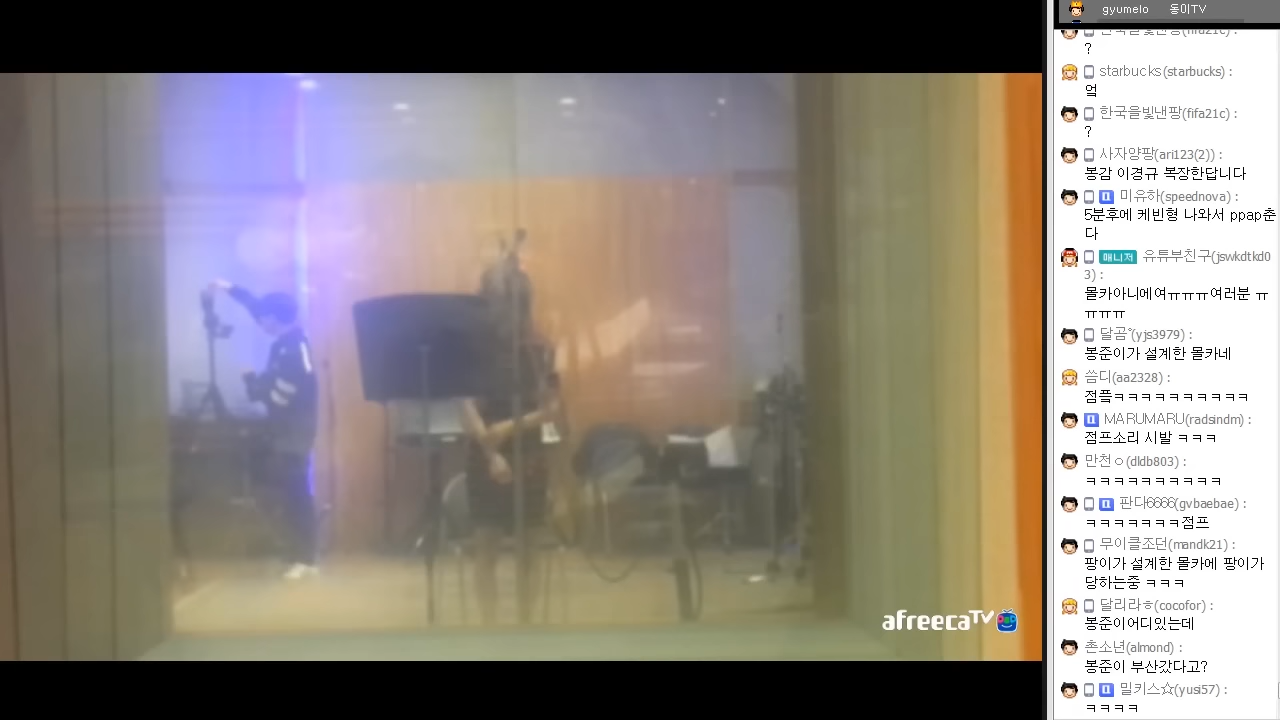 gyumelo 동이TV
?
starbucks(starbucks) :
엌
한국을빛낸팡(fifa21c) :
?
사자양팡(ari123(2)) :
봉감 이경규 복장한답니다
미유하(speednova) :
5분후에 케빈형 나와서 ppap춘
다
매니저 유튜부친구(jswkdtkd0
3) :
몰카아니에여ㅠㅠㅠ여러분 ㅠ
ㅠㅠㅠ
달곰˚(yjs3979) :
봉준이가 설계한 몰카네
씀디(aa2328) :
점픜ㅋㅋㅋㅋㅋㅋㅋㅋㅋㅋ
MARUMARU(radsindm) :
점프소리 시발 ㅋㅋㅋ
만천ㅇ(dldb803) :
ㅋㅋㅋㅋㅋㅋㅋㅋㅋㅋ
판다6666(gvbaebae) :
ㅋㅋㅋㅋㅋㅋㅋ점프
무이클조던(mandk21) :
팡이가 설계한 몰카에 팡이가
당하는중 ㅋㅋㅋ
afreecaTV
달리라ㅎ(cocofor) :
봉준이어디있는데
촌소년(almond) :
봉준이 부산갔다고?
밀키스☆(yusi57) :
ㅋㅋㅋㅋ